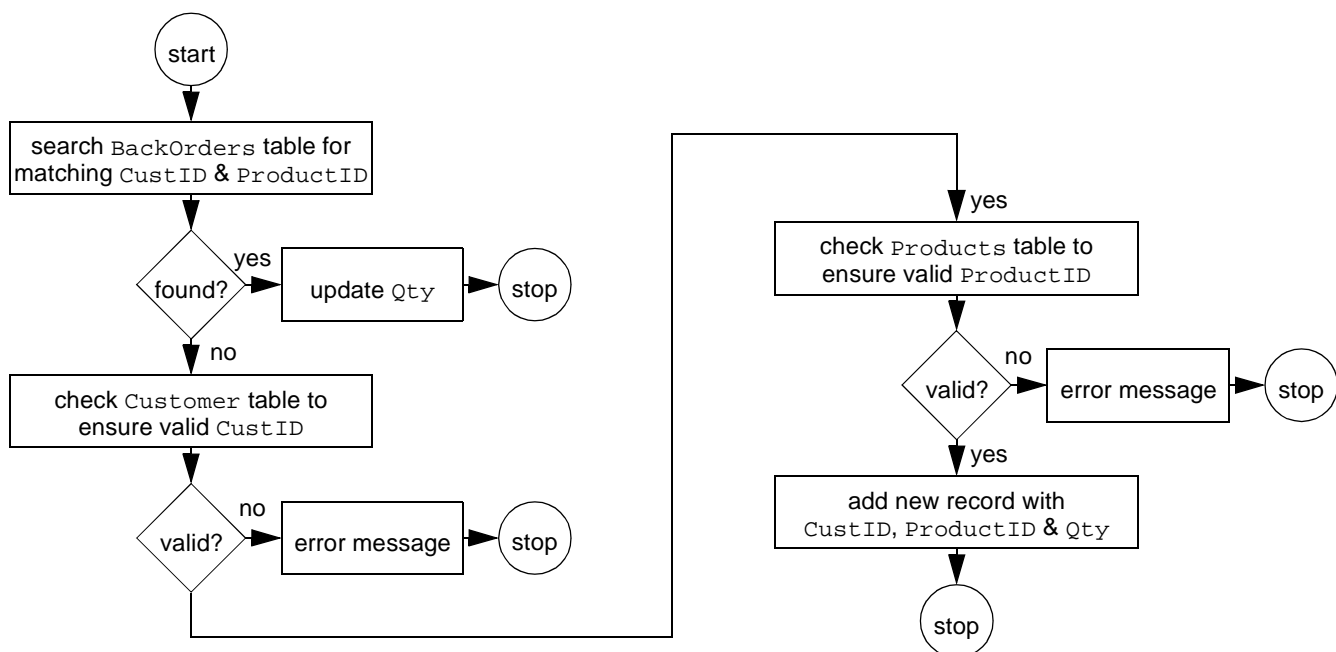 start
search BackOrders table for
matching CustID & ProductID
found?
yes
update Qty
stop
no
check Customer table to
ensure valid CustID
valid?
no
error message
stop
yes
check Products table to
ensure valid ProductID
valid?
no
error message
stop
yes
add new record with
CustID, ProductID & Qty
stop